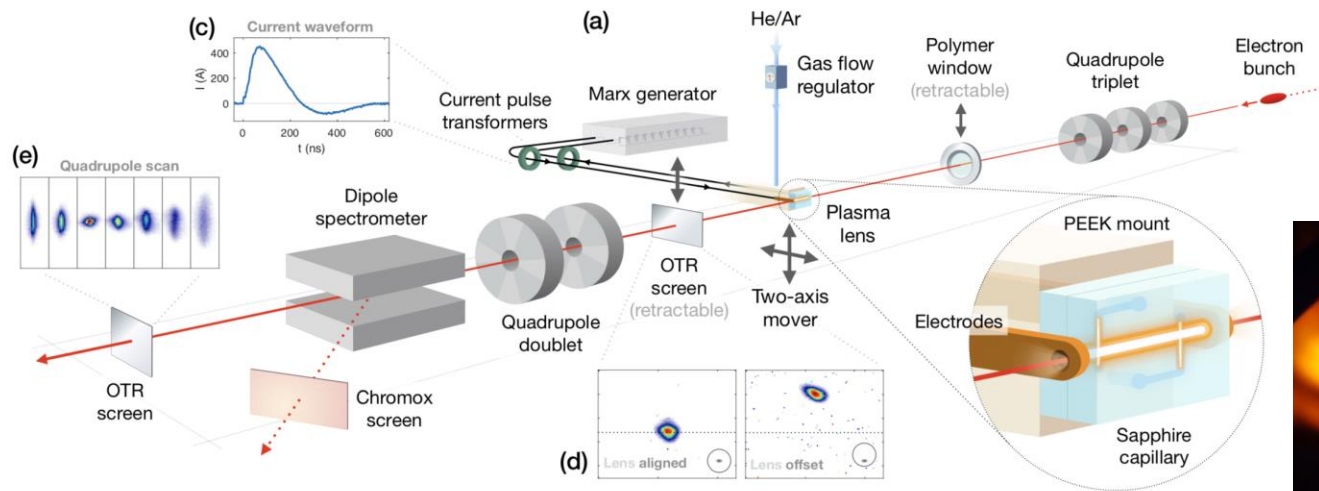 (c)
Current waveform
400
200
0
I (A)
0
200
400
600
t (ns)
(a)
He/Ar
Gas flow
regulator
Polymer
window
(retractable)
Quadrupole
triplet
Electron
bunch
Current pulse
transformers
Marx generator
(e)
Quadrupole scan
Dipole
spectrometer
Plasma
lens
OTR
screen
(retractable)
Two-axis
mover
Quadrupole
doublet
OTR
screen
Chromox
screen
PEEK mount
Electrodes
Sapphire
capillary
(d)
Lens aligned
Lens offset